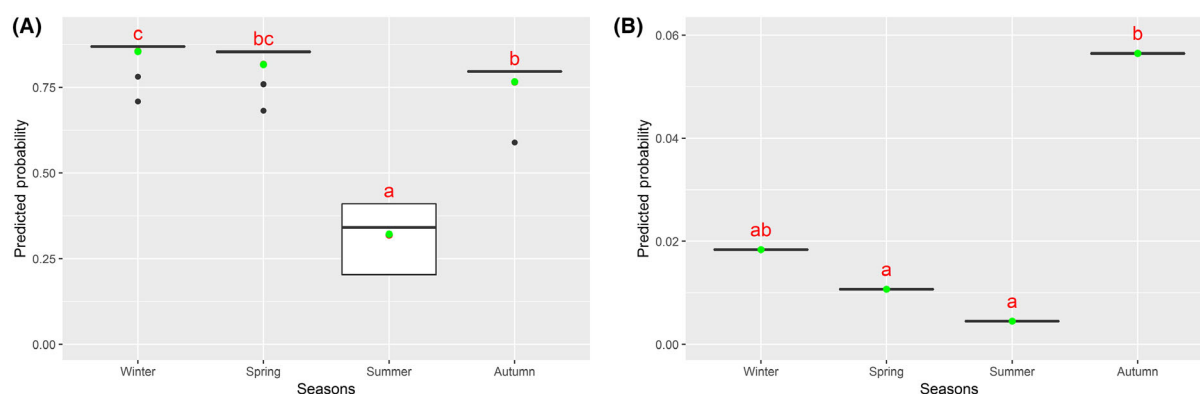 (A)
Predicted probability
0.75
0.50
0.25
0.00
c
bc
a
b
Winter Spring Summer Autumn
Seasons
(B)
Predicted probability
0.06
0.04
0.02
0.00
ab
a
a
b
Winter Spring Summer Autumn
Seasons